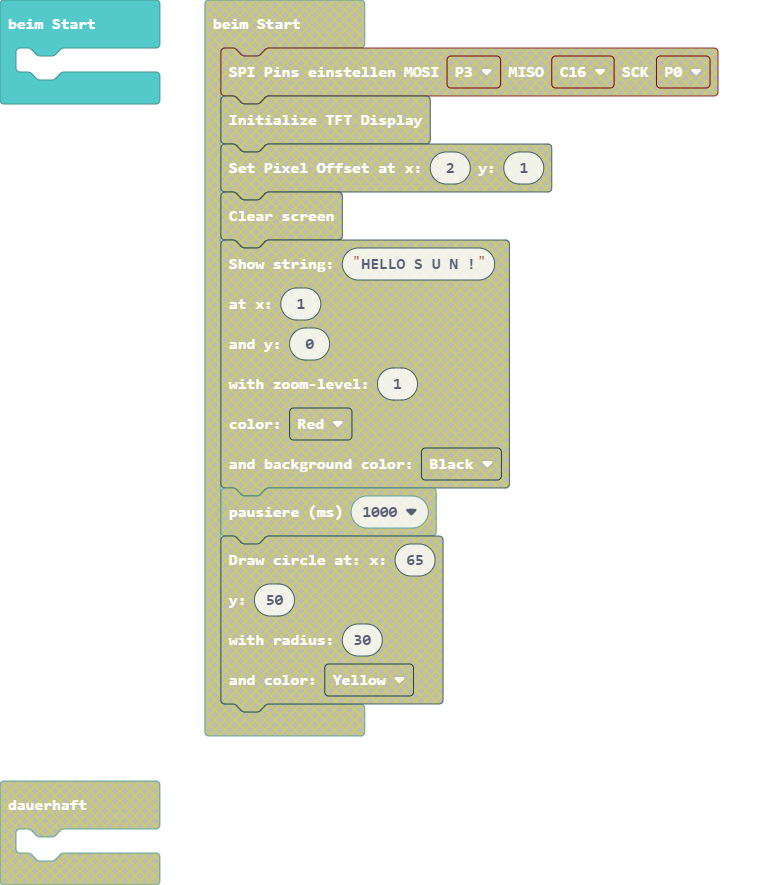 beim Start
beim Start
SPI Pins einstellen MOSI P3 MISO C16 SCK P0
Initialize TFT Display
Set Pixel Offset at x: 2 y: 1
Clear screen
Show string: "HELLO S U N !"
at x: 1
and y: 0
with zoom-level: 1
color: Red
and background color: Black
pausiere (ms) 1000
Draw circle at: x: 65
y: 50
with radius: 30
and color: Yellow
dauerhaft